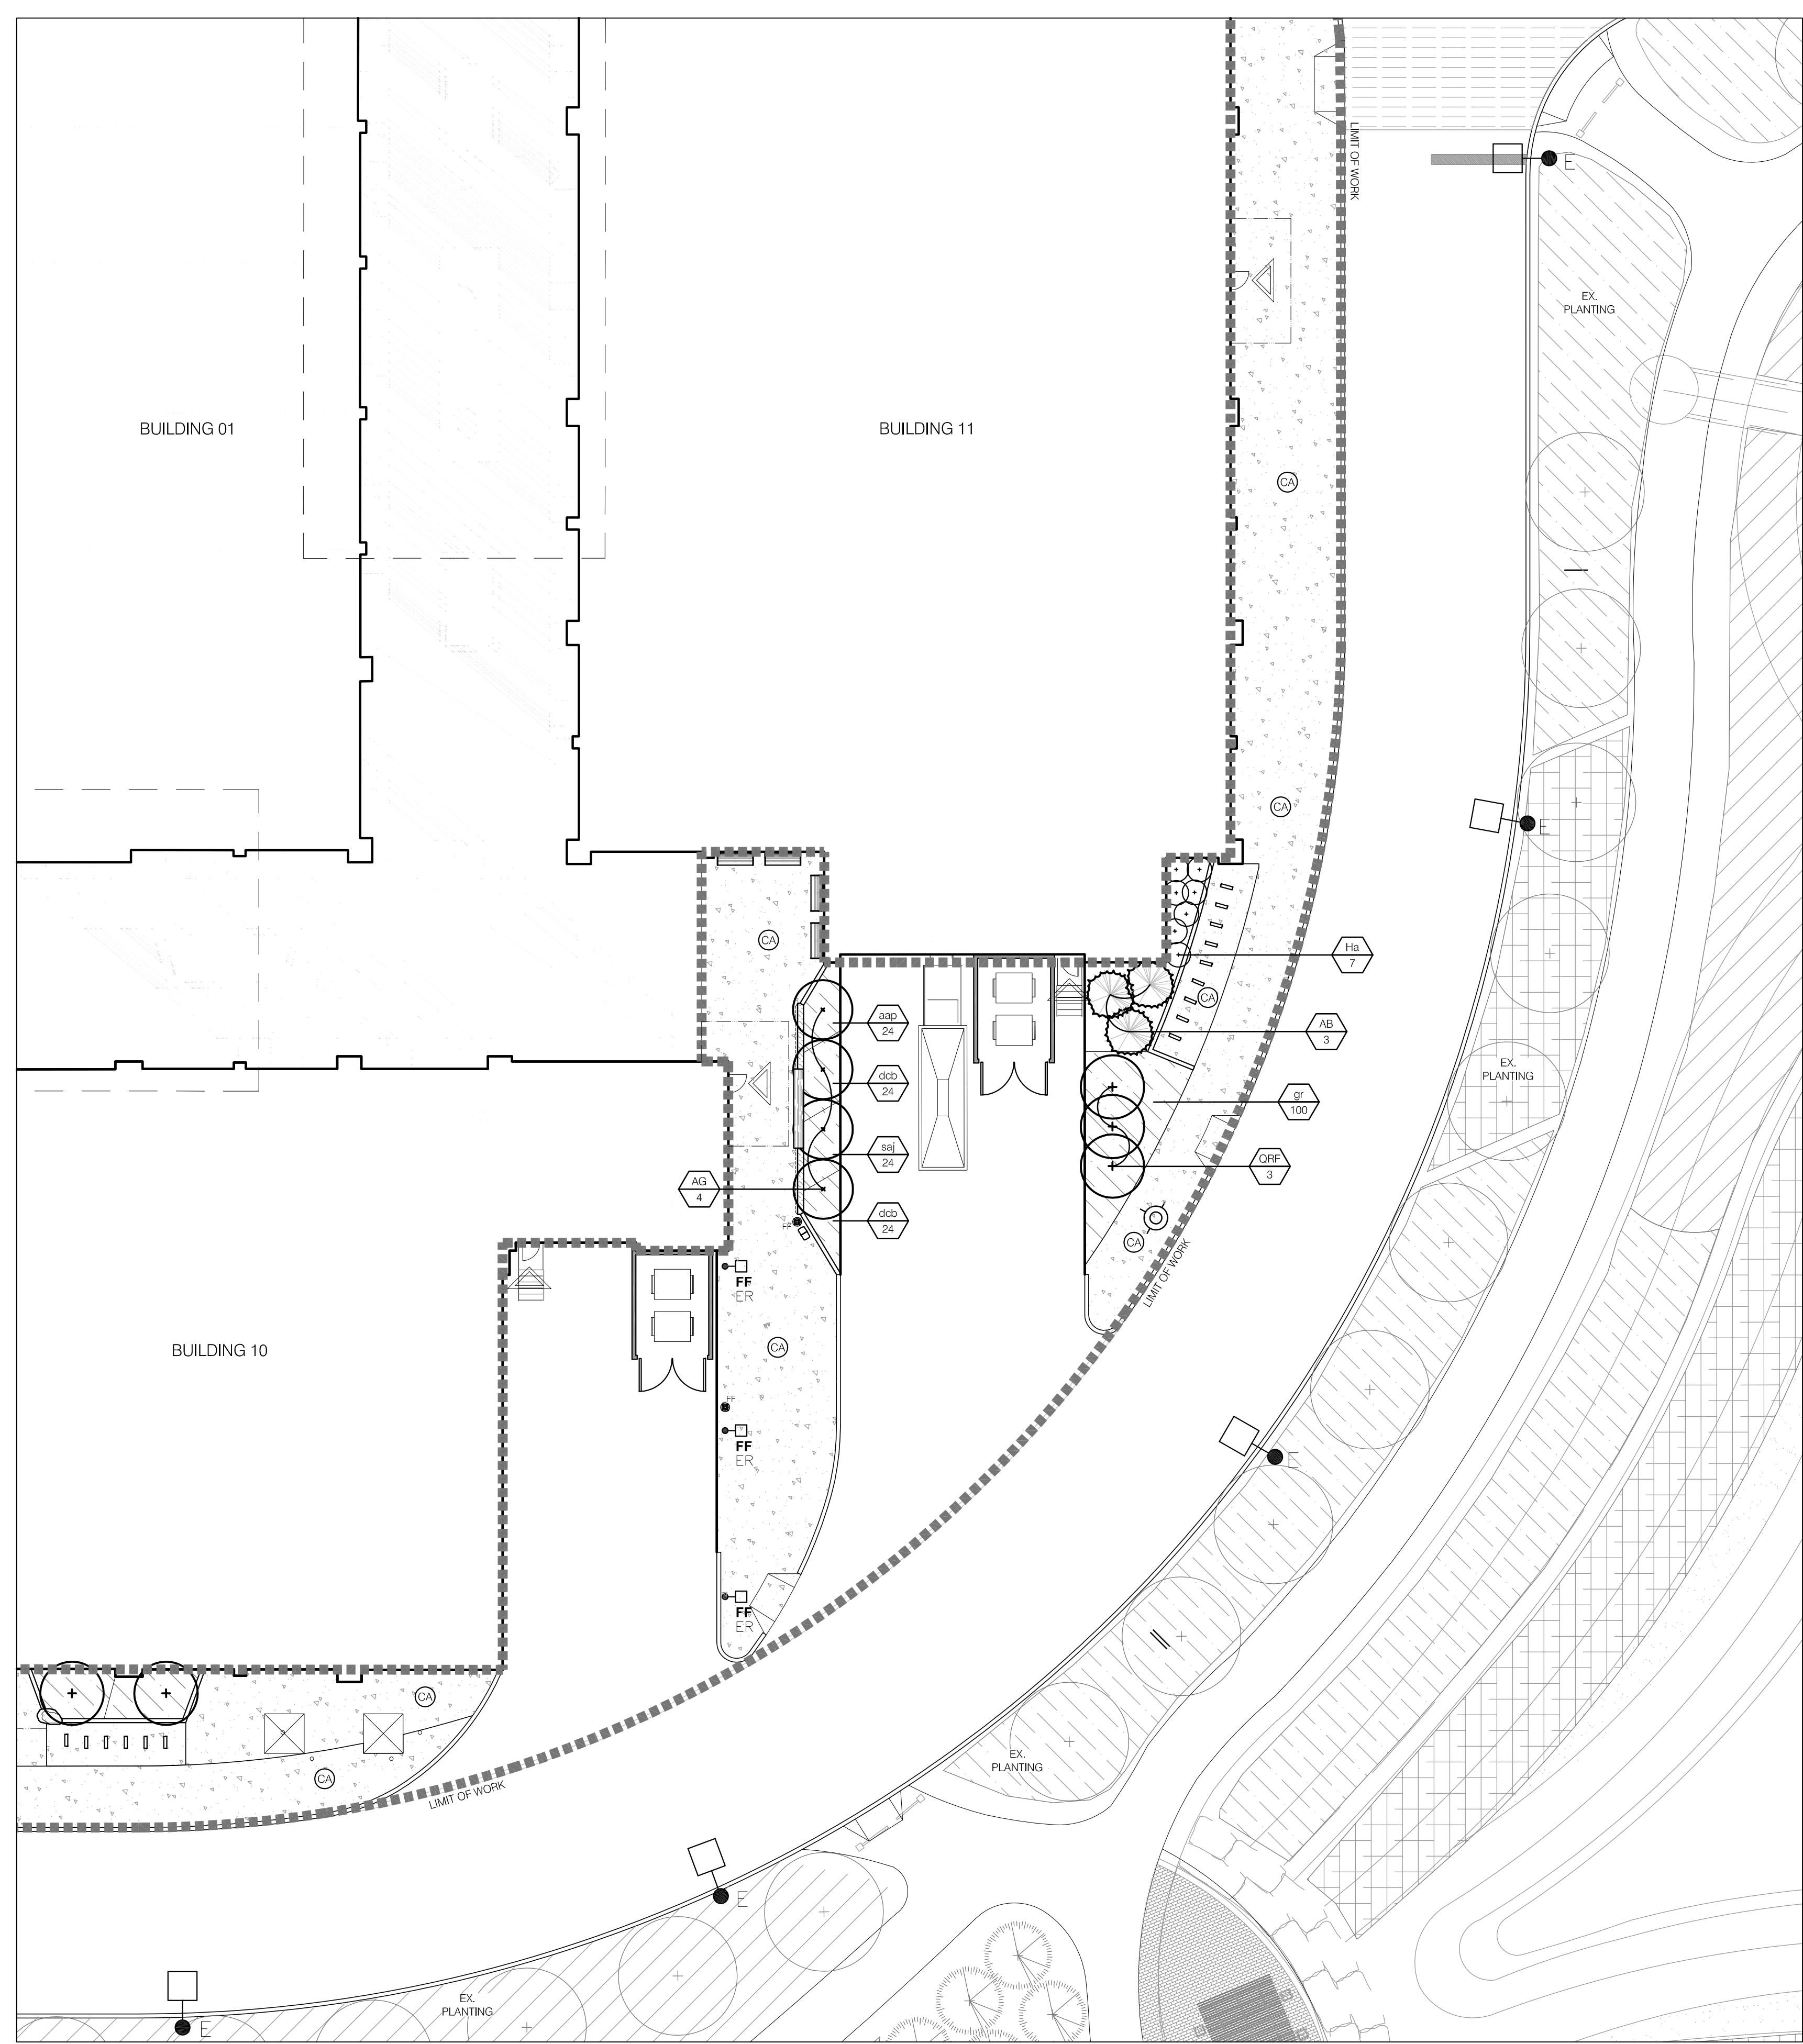 LIMIT OF WORK
E
EX.
PLANTING
BUILDING 01
BUILDING 11
CA
CA
E
CA
Ha
7
CA
aap
24
AB
3
dcb
24
EX.
PLANTING
gr
100
saj
24
QRF
3
AG
4
dcb
24
FF
CA
LIMIT OF WORK
FF
ER
BUILDING 10
CA
FF
FF
ER
E
FF
ER
CA
EX.
PLANTING
CA
LIMIT OF WORK
E
EX.
PLANTING
E